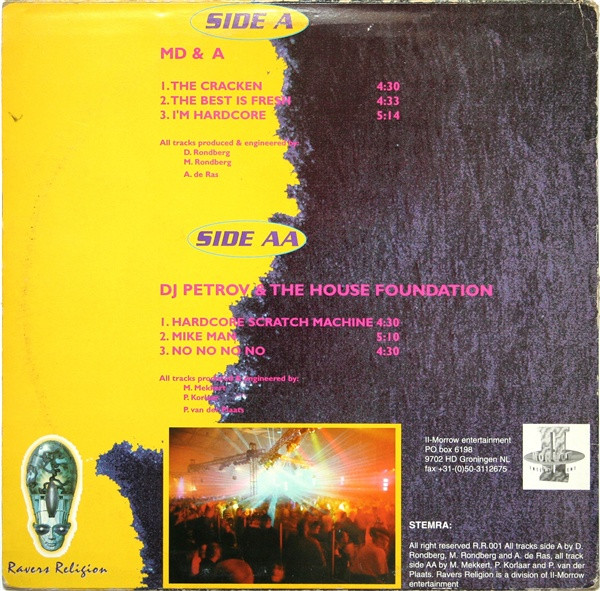 SIDE A
MD & A
1. THE CRACKEN 4:30
2. THE BEST IS FRESH 4:33
3. I'M HARDCORE 5:14
All tracks produced & engineered by:
D. Rondberg
M. Rondberg
A. de Ras
SIDE AA
DJ PETROV & THE HOUSE FOUNDATION
1. HARDCORE SCRATCH MACHINE 4:30
2. MIKE MAN 5:10
3. NO NO NO NO 4:30
All tracks produced & engineered by:
M. Mekkert
P. Korlaar
P. van der Plaats
II-Morrow entertainment
PO box 6198
9702 HD Groningen NL
fax +31-(0)50-3112675
STEMRA:
All right reserved R.R.001 All tracks side A by D.
Rondberg, M. Rondberg and A. de Ras, all track
side AA by M. Mekkert, P. Korlaar and P. van der
Plaats. Ravers Religion is a division of II-Morrow
entertainment
Ravers Religion